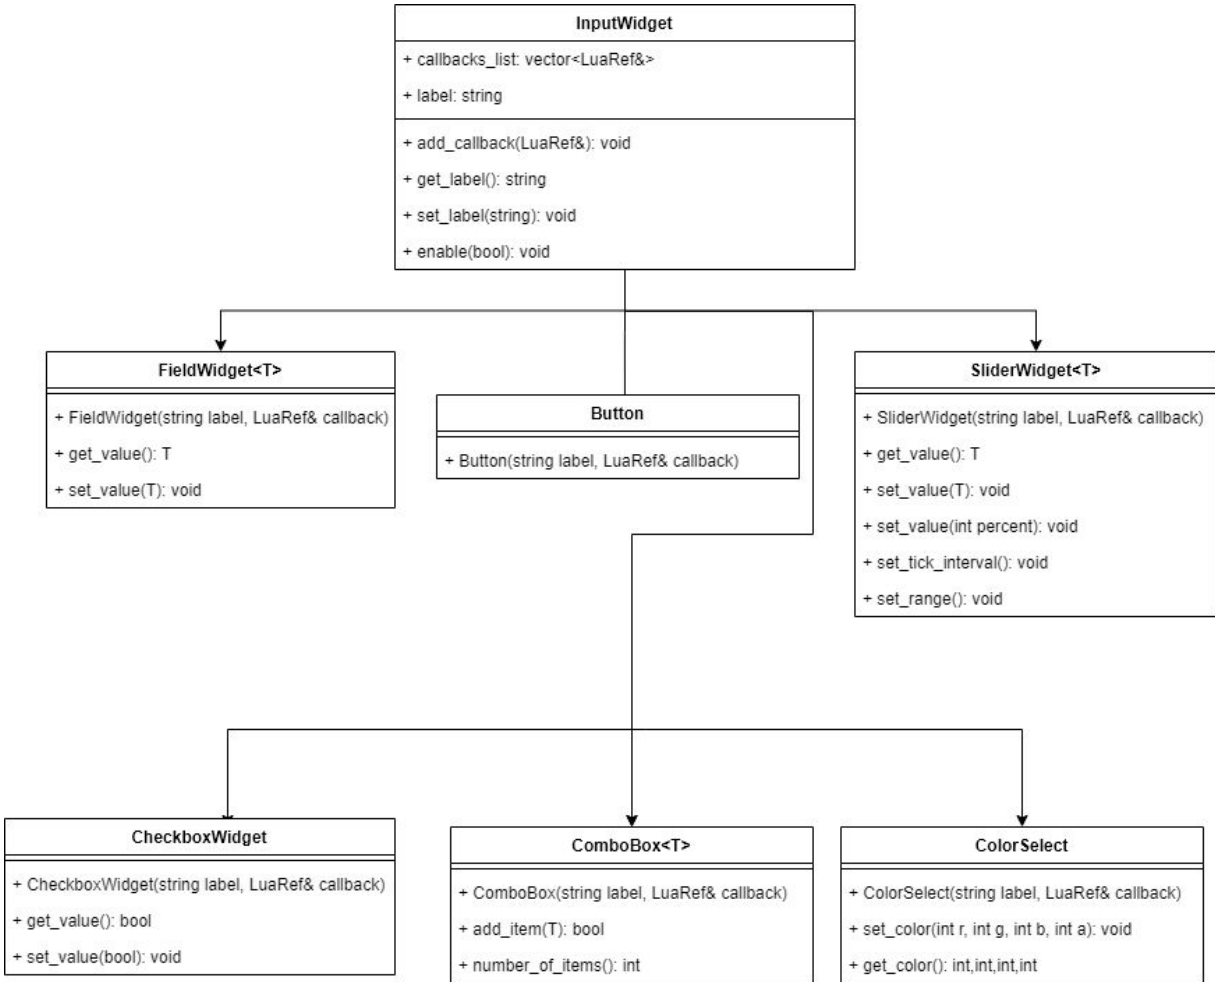 InputWidget
+ callbacks_list: vector<LuaRef&>
+ label: string
+ add_callback(LuaRef&): void
+ get_label(): string
+ set_label(string): void
+ enable(bool): void
FieldWidget<T>
+ FieldWidget(string label, LuaRef& callback)
+ get_value(): T
+ set_value(T): void
Button
+ Button(string label, LuaRef& callback)
SliderWidget<T>
+ SliderWidget(string label, LuaRef& callback)
+ get_value(): T
+ set_value(T): void
+ set_value(int percent): void
+ set_tick_interval(): void
+ set_range(): void
CheckboxWidget
+ CheckboxWidget(string label, LuaRef& callback)
+ get_value(): bool
+ set_value(bool): void
ComboBox<T>
+ ComboBox(string label, LuaRef& callback)
+ add_item(T): bool
+ number_of_items(): int
ColorSelect
+ ColorSelect(string label, LuaRef& callback)
+ set_color(int r, int g, int b, int a): void
+ get_color(): int,int,int,int